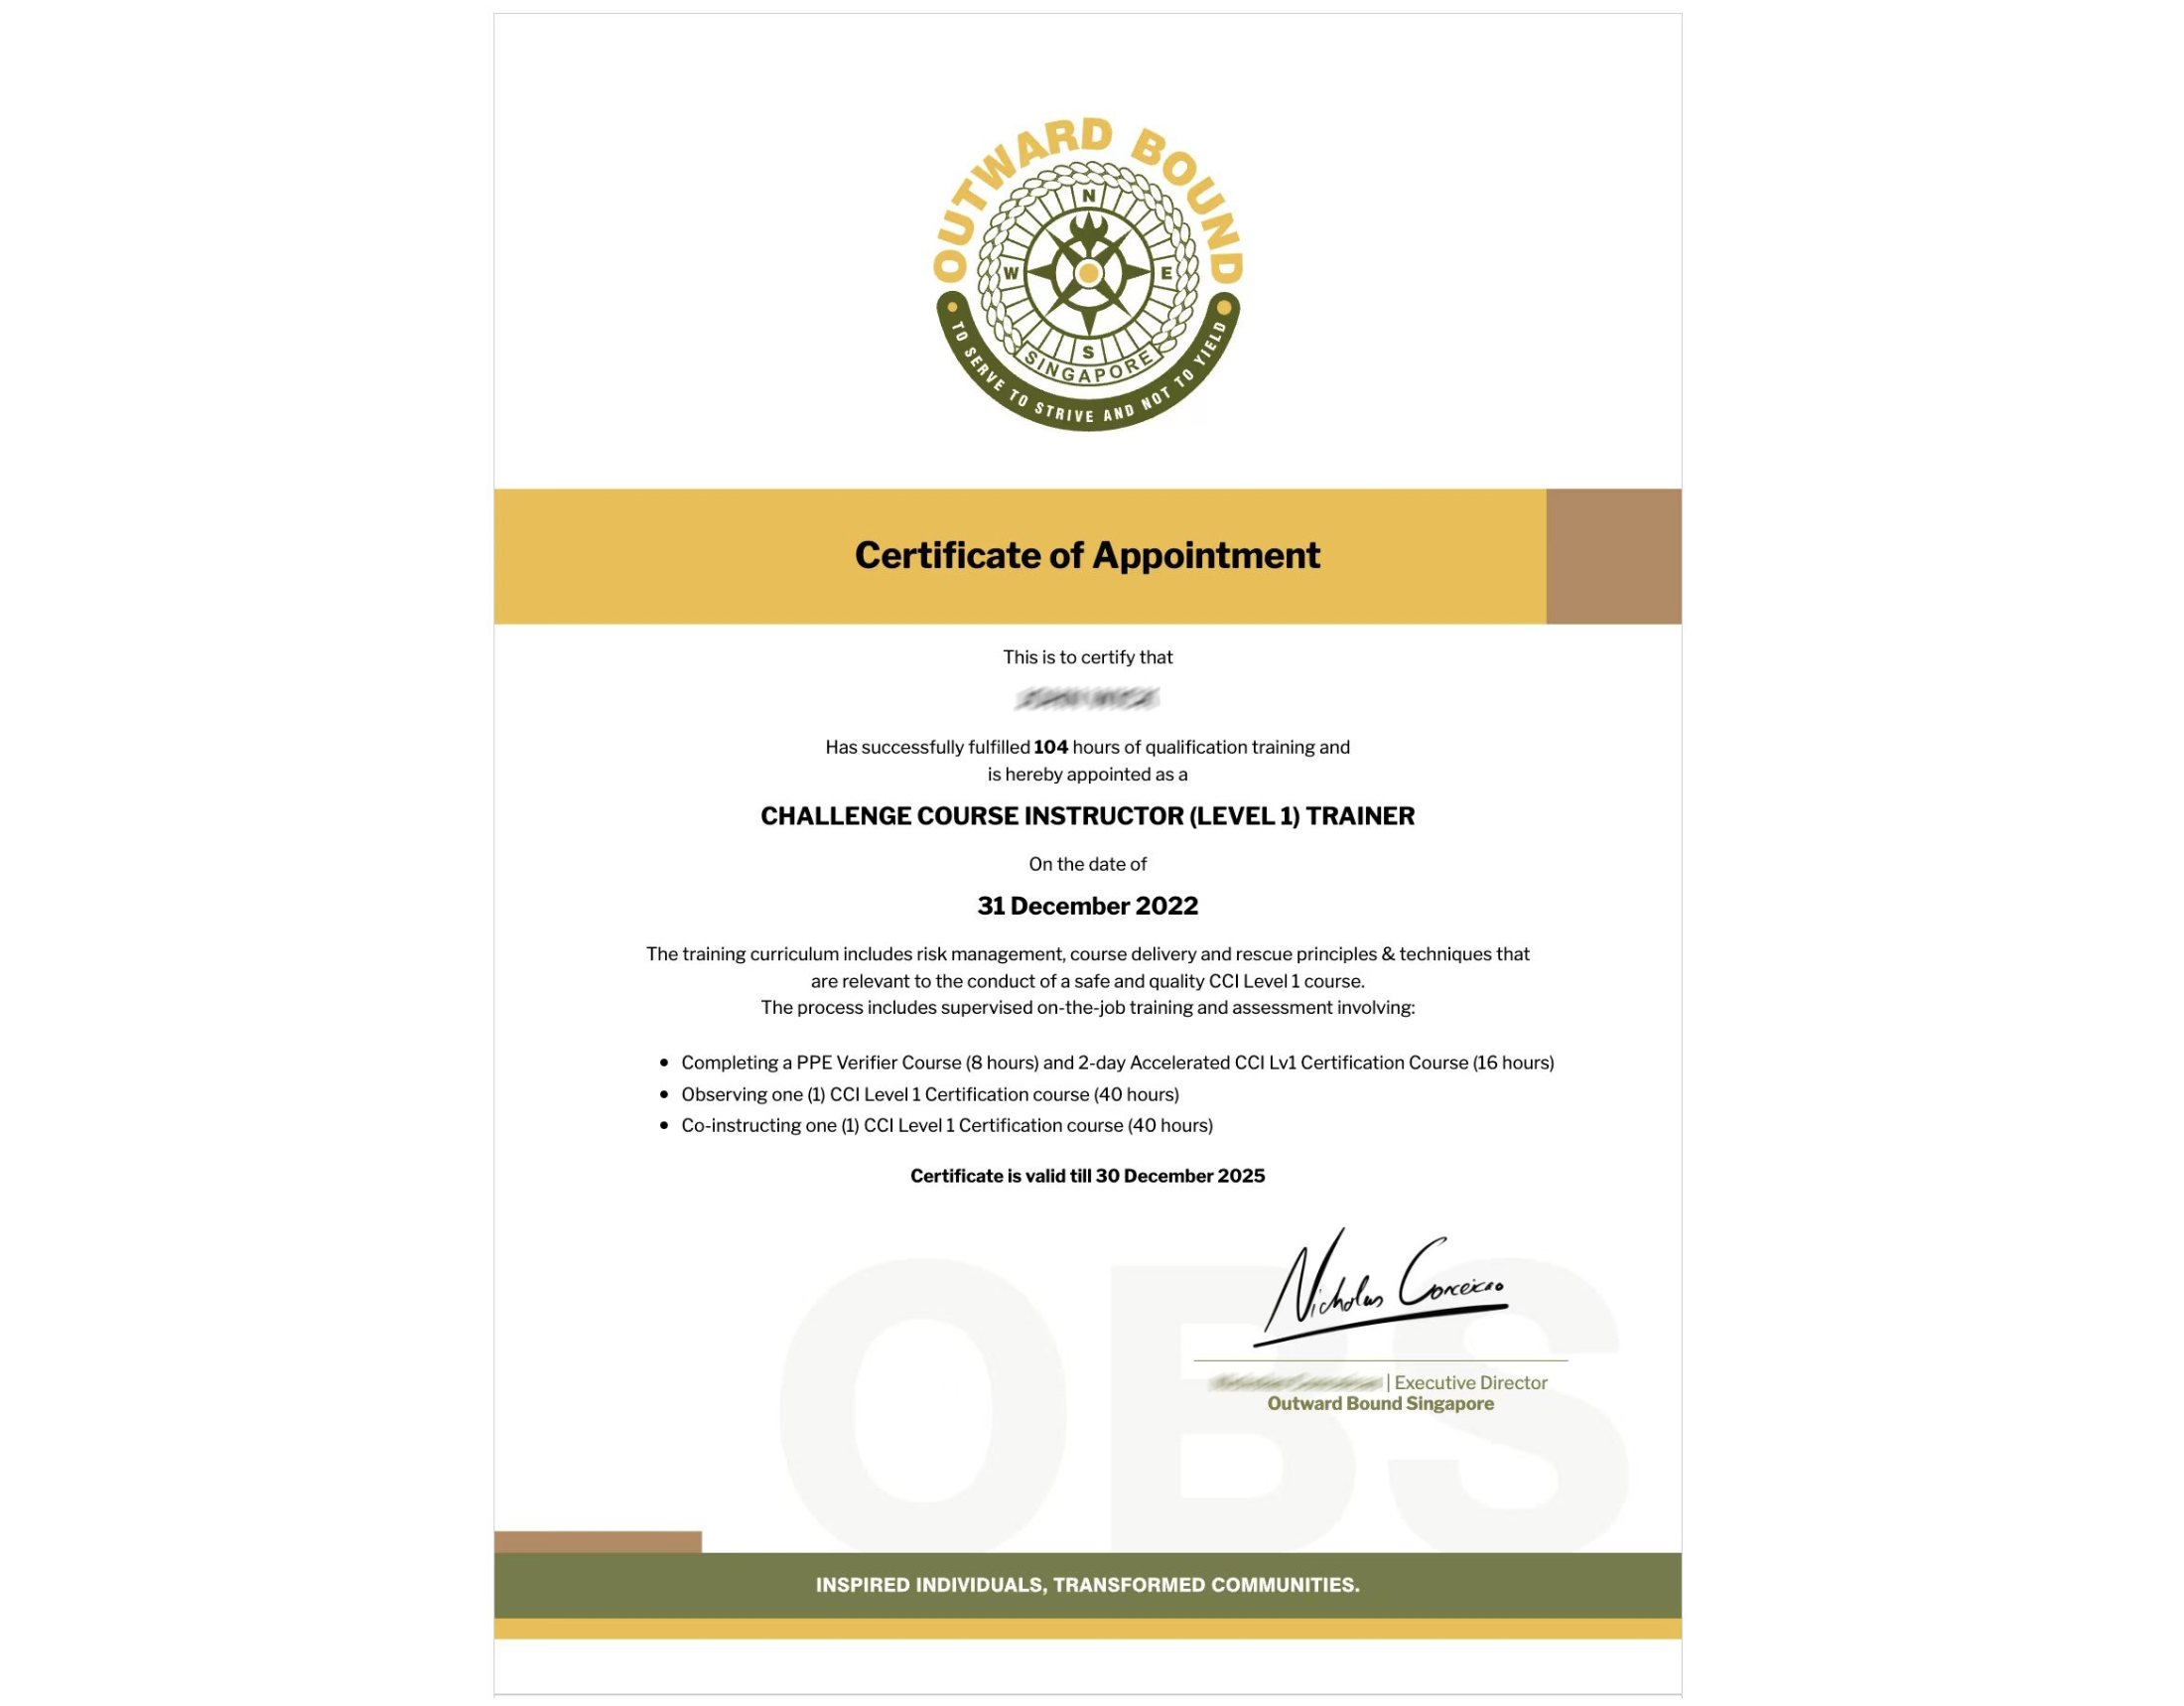 OUTWARD BOUND
N
W
E
S
SINGAPORE
TO SERVE TO STRIVE AND NOT TO YIELD
Certificate of Appointment
This is to certify that
Has successfully fulfilled 104 hours of qualification training and
is hereby appointed as a
CHALLENGE COURSE INSTRUCTOR (LEVEL 1) TRAINER
On the date of
31 December 2022
The training curriculum includes risk management, course delivery and rescue principles & techniques that
are relevant to the conduct of a safe and quality CCI Level 1 course.
The process includes supervised on-the-job training and assessment involving:
• Completing a PPE Verifier Course (8 hours) and 2-day Accelerated CCI Lv1 Certification Course (16 hours)
• Observing one (1) CCI Level 1 Certification course (40 hours)
• Co-instructing one (1) CCI Level 1 Certification course (40 hours)
Certificate is valid till 30 December 2025
Nicholas Conceicao
| Executive Director
Outward Bound Singapore
OBS
INSPIRED INDIVIDUALS, TRANSFORMED COMMUNITIES.